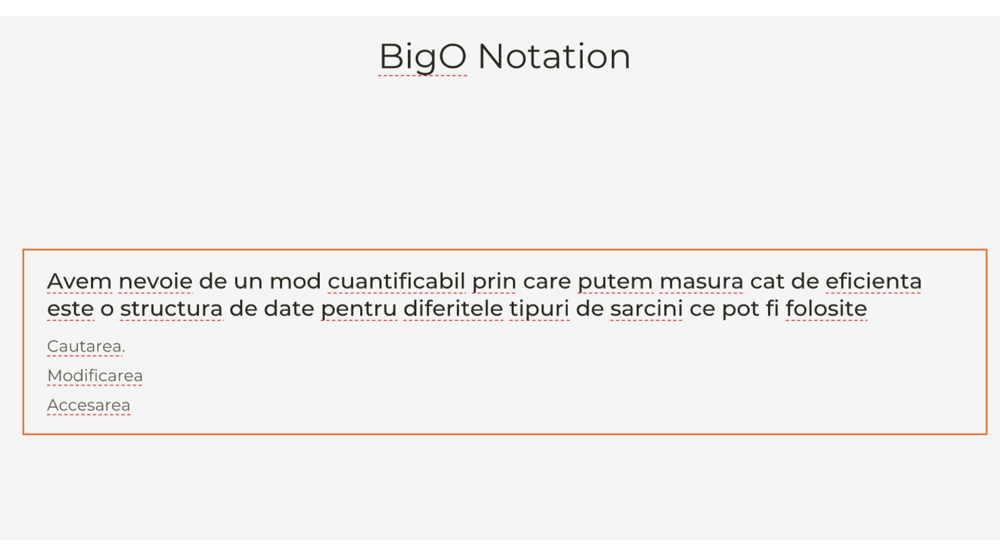 BigO Notation
Avem nevoie de un mod cuantificabil prin care putem masura cat de eficienta
este o structura de date pentru diferitele tipuri de sarcini ce pot fi folosite
Cautarea.
Modificarea
Accesarea